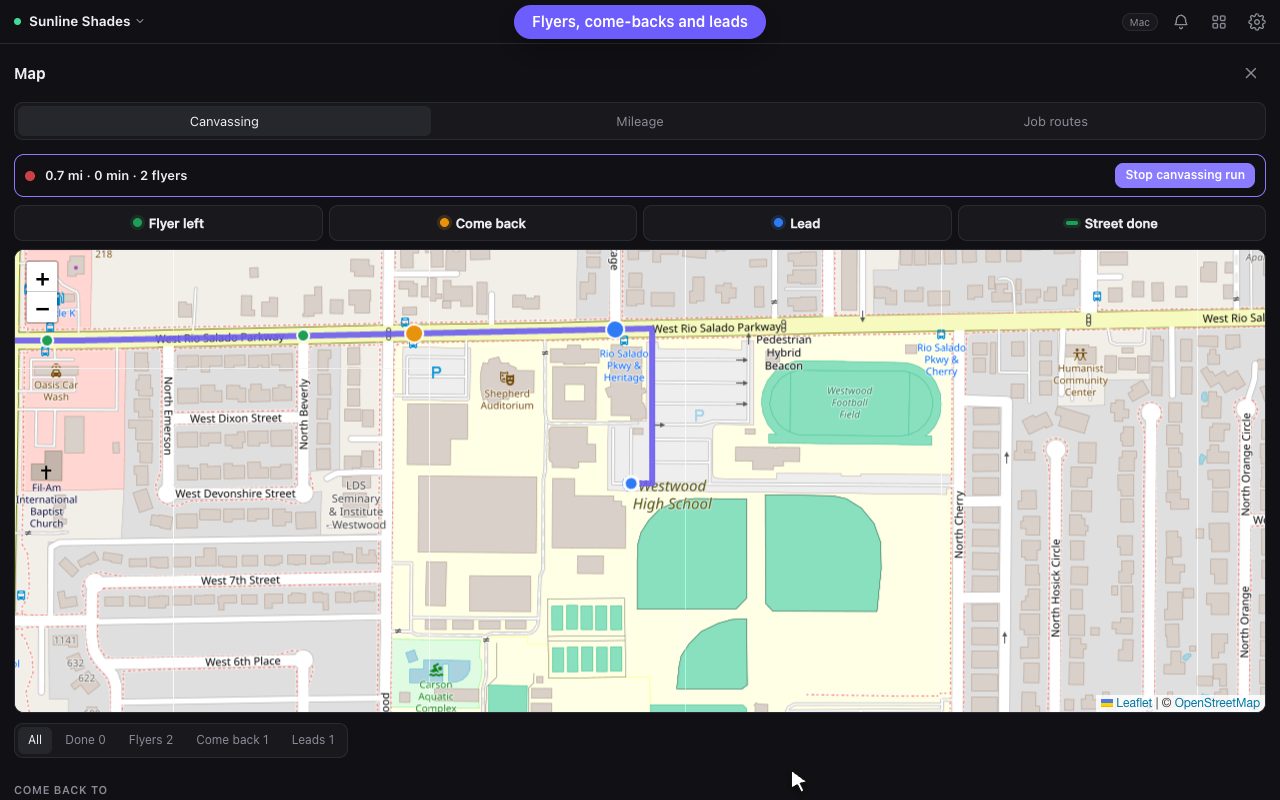 Sunline Shades
Flyers, come-backs and leads
Mac
Map
Canvassing
Mileage
Job routes
0.7 mi · 0 min · 2 flyers
Stop canvassing run
Flyer left
Come back
Lead
Street done
+
−
218
West Rio Salado Parkway
West Rio Salado Parkway
West Rio Sal
Pedestrian
Hybrid
Beacon
Rio Salado
Pkwy &
Heritage
Rio Salado
Pkwy &
Cherry
Humanist
Community
Center
Oasis Car
Wash
P
Shepherd
Auditorium
P
Westwood
Football
Field
North Emerson
North Beverly
West Dixon Street
West Devonshire Street
Fil-Am
International
Baptist
Church
LDS
Seminary
& Institute
- Westwood
Westwood
High School
North Cherry
North Hosick Circle
North Orange Circle
North Orange
West 7th Street
West 6th Place
1141
632
622
Carson
Aquatic
Complex
Leaflet | © OpenStreetMap
All
Done 0
Flyers 2
Come back 1
Leads 1
COME BACK TO